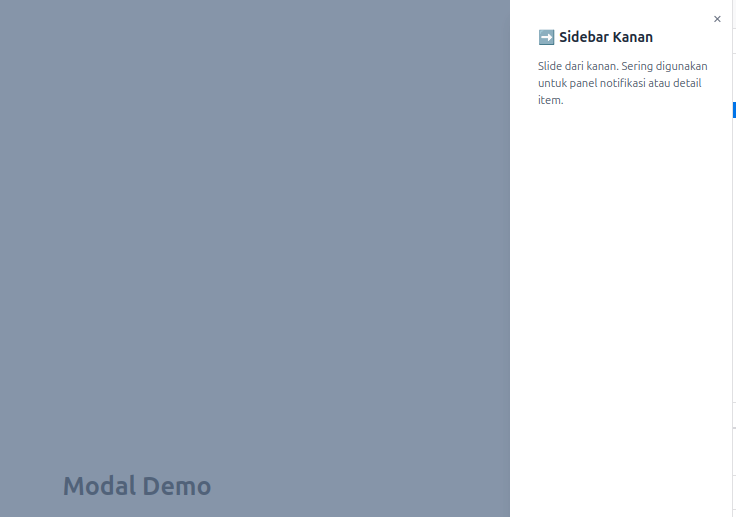 ×
➡️ Sidebar Kanan
Slide dari kanan. Sering digunakan
untuk panel notifikasi atau detail
item.
Modal Demo